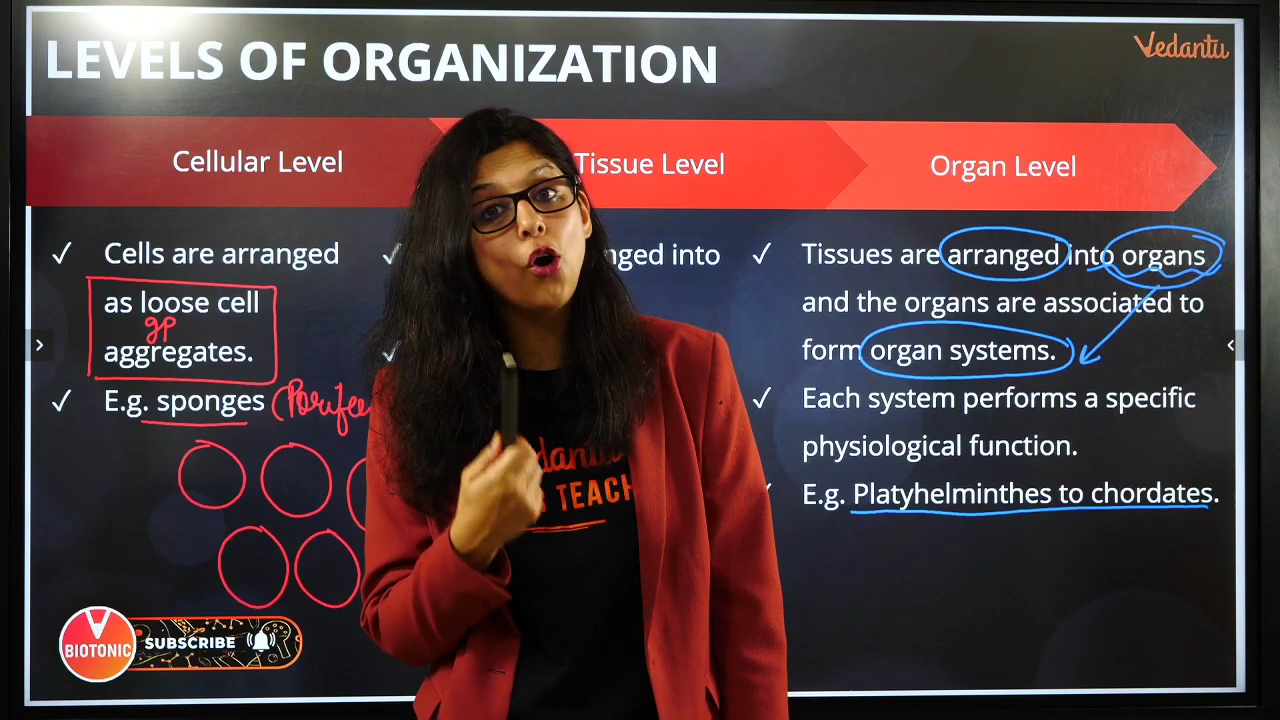 LEVELS OF ORGANIZATION
Vedantu
Cellular Level
Tissue Level
Organ Level
✓ Cells are arranged
as loose cell
gp
aggregates.
✓ E.g. sponges
✓
into
✓
✓ Tissues are arranged into organs
and the organs are associated to
form organ systems.
✓ Each system performs a specific
physiological function.
E.g. Platyhelminthes to chordates.
TEACH
BIOTONIC
SUBSCRIBE